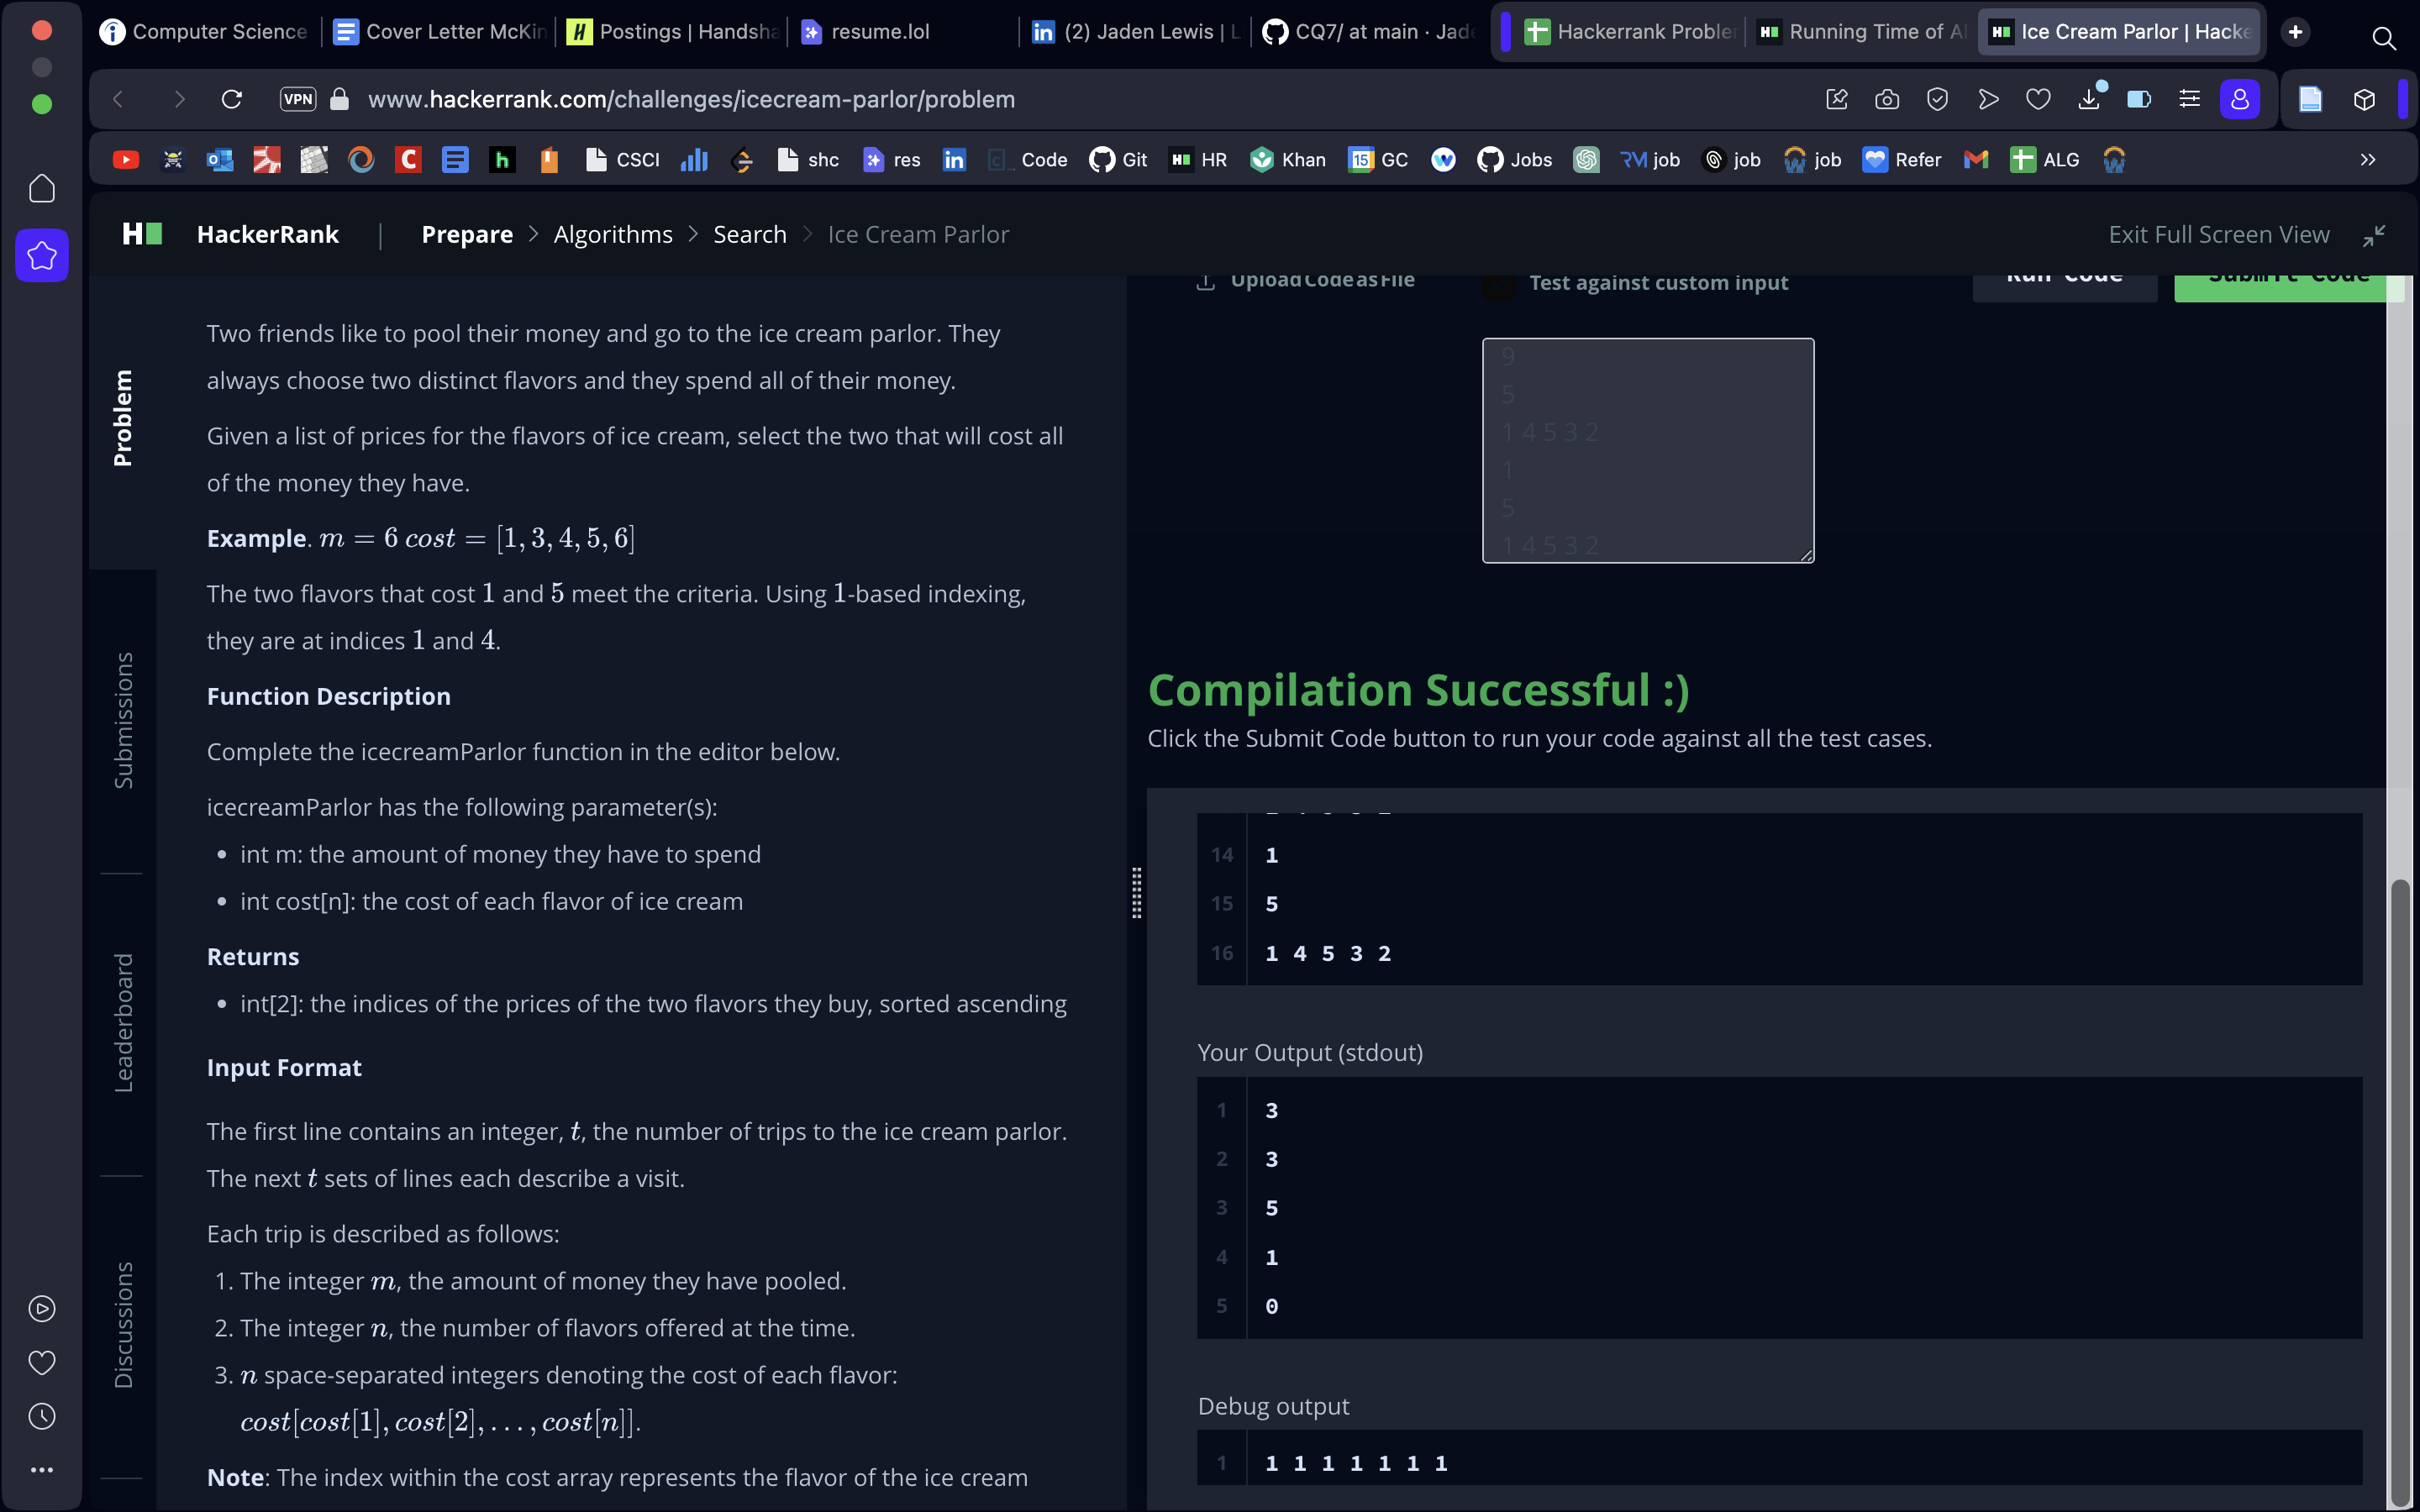 Computer Science
Cover Letter McKin
Postings | Handsha
resume.lol
(2) Jaden Lewis | L
CQ7/ at main · Jade
Hackerrank Proble
Running Time of Al
Ice Cream Parlor | Hacke
VPN
www.hackerrank.com/challenges/icecream-parlor/problem
CSCI
shc
res
Code
Git
HR
Khan
15
GC
Jobs
RM job
job
job
Refer
ALG
HackerRank | Prepare > Algorithms > Search > Ice Cream Parlor
Exit Full Screen View
Problem
Submissions
Leaderboard
Discussions
Two friends like to pool their money and go to the ice cream parlor. They
always choose two distinct flavors and they spend all of their money.
Given a list of prices for the flavors of ice cream, select the two that will cost all
of the money they have.
Example. m = 6 cost = [1, 3, 4, 5, 6]
The two flavors that cost 1 and 5 meet the criteria. Using 1-based indexing,
they are at indices 1 and 4.
Function Description
Complete the icecreamParlor function in the editor below.
icecreamParlor has the following parameter(s):
• int m: the amount of money they have to spend
• int cost[n]: the cost of each flavor of ice cream
Returns
• int[2]: the indices of the prices of the two flavors they buy, sorted ascending
Input Format
The first line contains an integer, t, the number of trips to the ice cream parlor.
The next t sets of lines each describe a visit.
Each trip is described as follows:
1. The integer m, the amount of money they have pooled.
2. The integer n, the number of flavors offered at the time.
3. n space-separated integers denoting the cost of each flavor:
cost[cost[1], cost[2], . . . , cost[n]].
Note: The index within the cost array represents the flavor of the ice cream
Upload Code as File
Test against custom input
Run Code
Submit Code
9
5
1 4 5 3 2
1
5
1 4 5 3 2
Compilation Successful :)
Click the Submit Code button to run your code against all the test cases.
14 1
15 5
16 1 4 5 3 2
Your Output (stdout)
1 3
2 3
3 5
4 1
5 0
Debug output
1 1 1 1 1 1 1 1